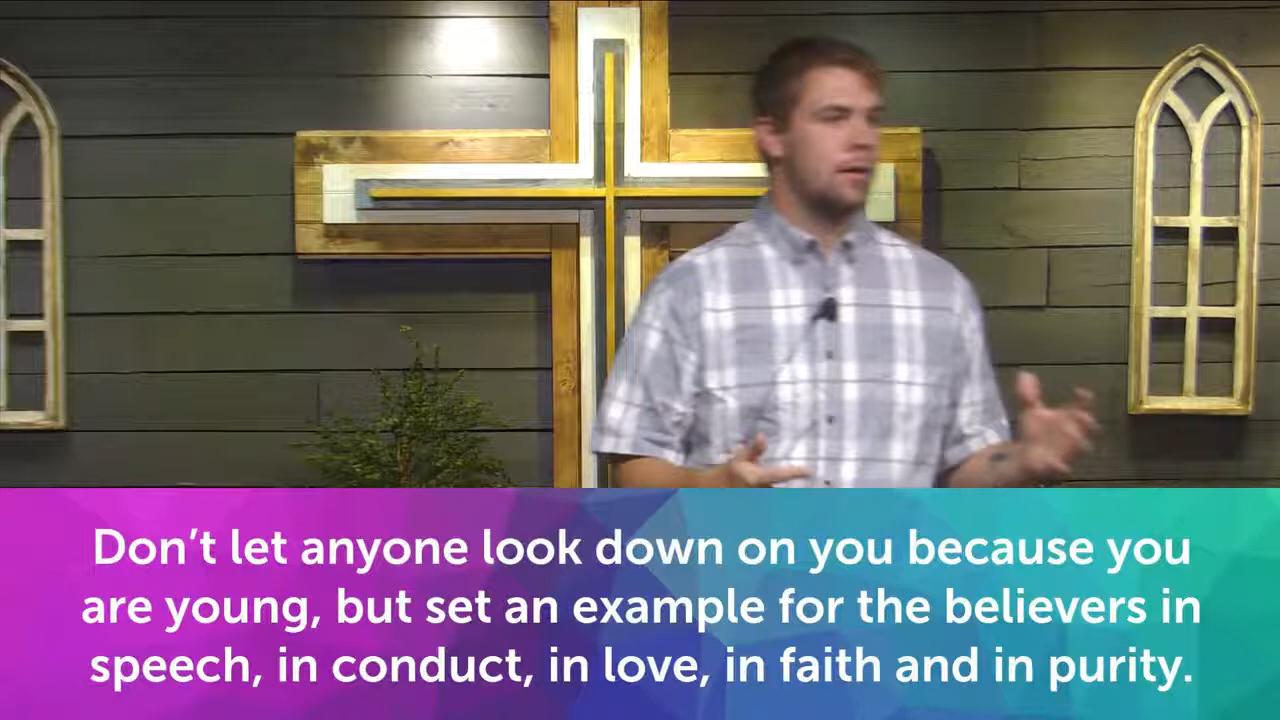 Don’t let anyone look down on you because you
are young, but set an example for the believers in
speech, in conduct, in love, in faith and in purity.